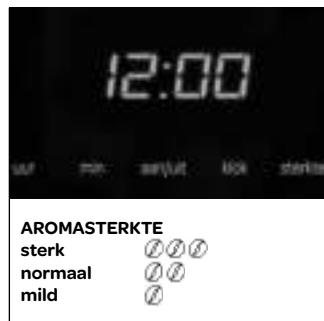 12:00
uur min aan/uit klok sterkte
AROMASTERKTE
sterk
normaal
mild